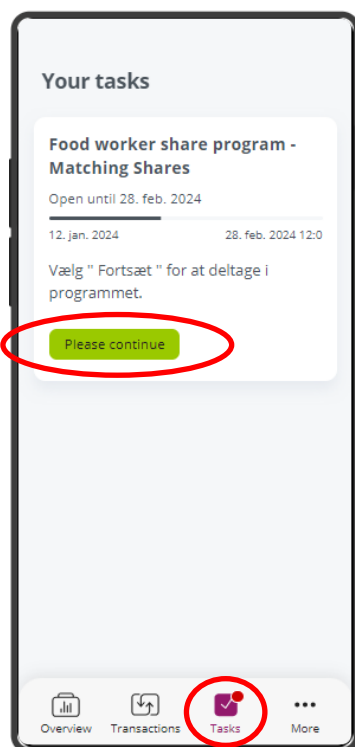 Your tasks
Food worker share program -
Matching Shares
Open until 28. feb. 2024
12. jan. 2024 28. feb. 2024 12:0
Vælg " Fortsæt " for at deltage i
programmet.
Please continue
Overview Transactions Tasks More